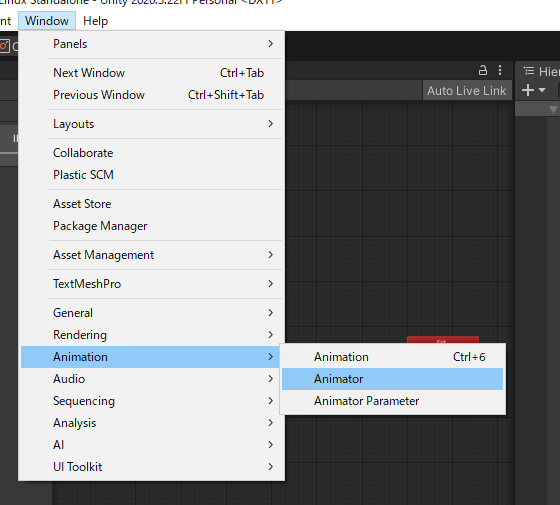 Linux Standalone - Unity 2020.3.22f1 Personal <DX11>
Window Help
Panels
Next Window Ctrl+Tab
Previous Window Ctrl+Shift+Tab
Layouts
Collaborate
Plastic SCM
Asset Store
Package Manager
Asset Management
TextMeshPro
General
Rendering
Animation
Audio
Sequencing
Analysis
AI
UI Toolkit
Animation Ctrl+6
Animator
Animator Parameter
Auto Live Link
Exit